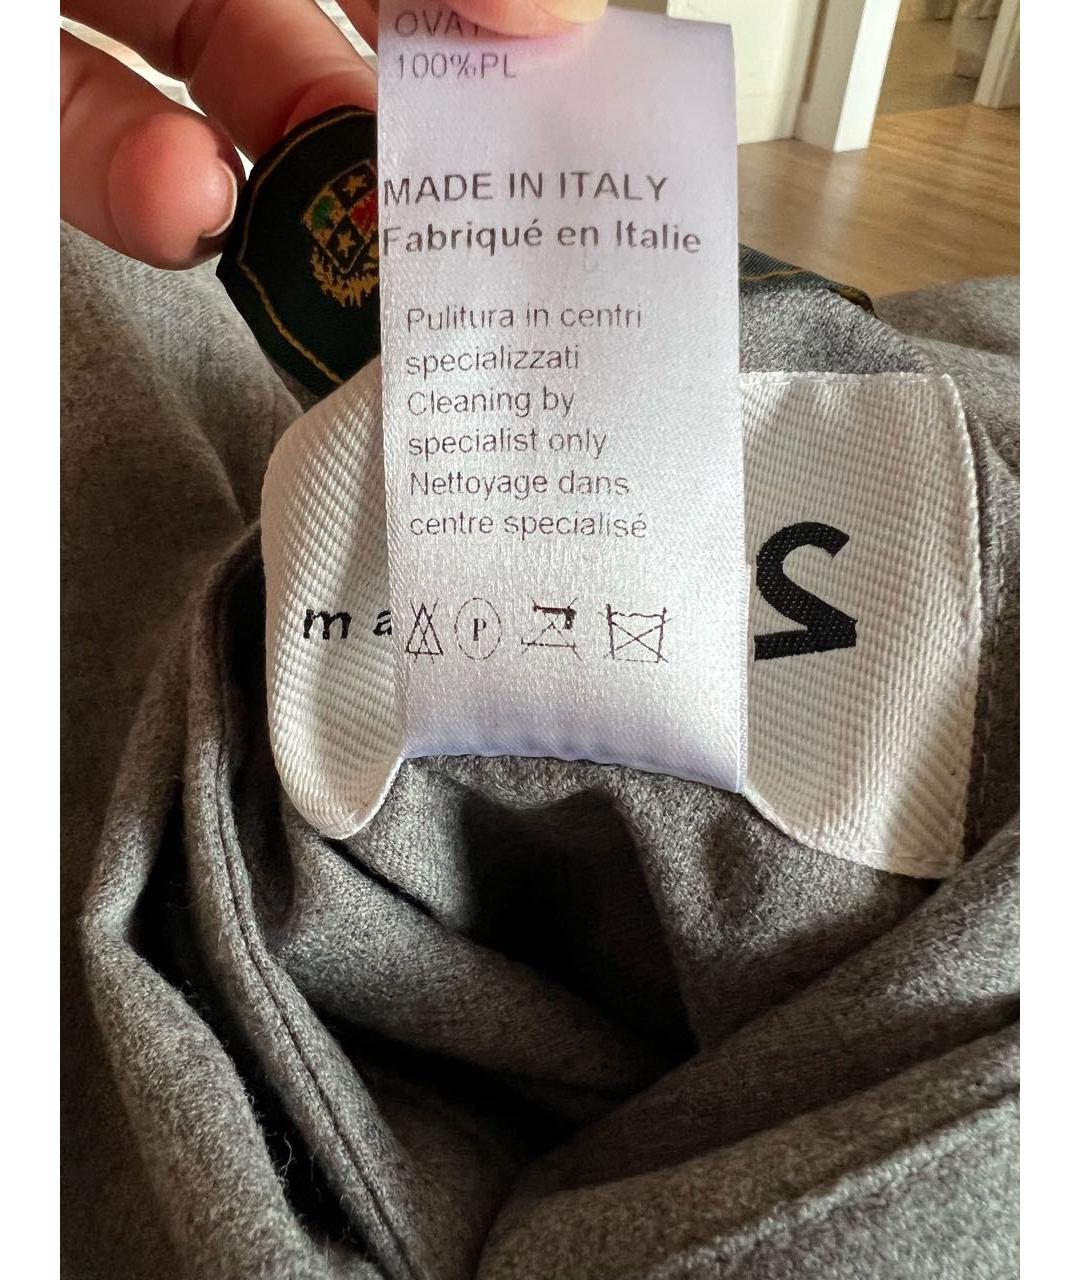 OVAT
100%PL
MADE IN ITALY
Fabriqué en Italie
Pulitura in centri
specializzati
Cleaning by
specialist only
Nettoyage dans
centre specialisé
m a
P